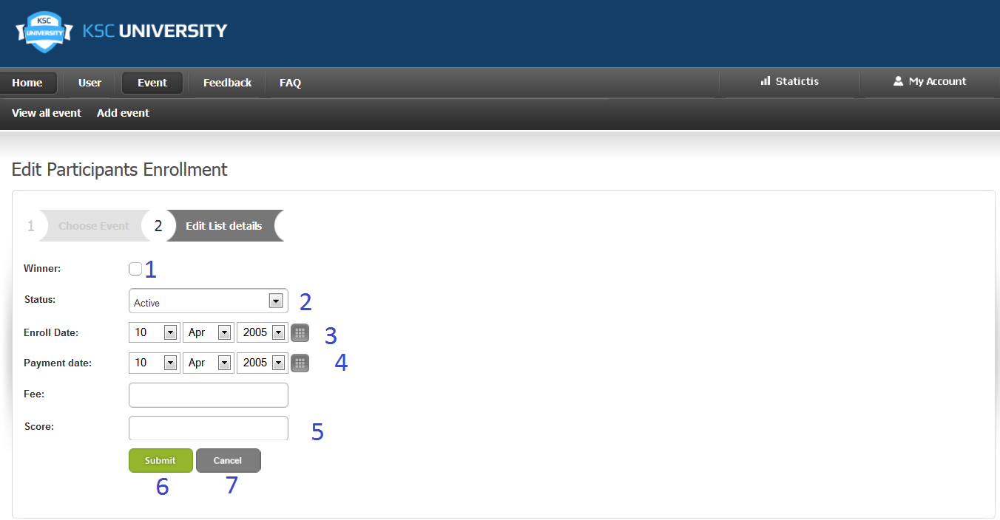 KSC
UNIVERSITY
KSC UNIVERSITY
Home User Event Feedback FAQ Statictis My Account
View all event Add event
Edit Participants Enrollment
1 Choose Event 2 Edit List details
Winner: 1
Status: Active 2
Enroll Date: 10 Apr 2005 3
Payment date: 10 Apr 2005 4
Fee:
Score: 5
Submit Cancel
6 7